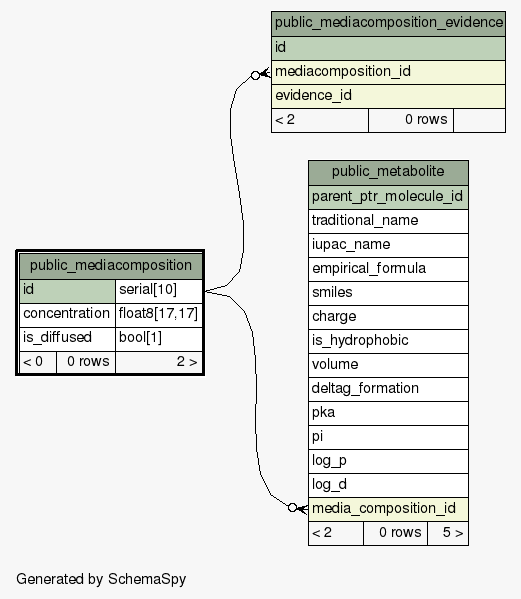 public_mediacomposition_evidence
id
mediacomposition_id
evidence_id
< 2 0 rows
public_metabolite
parent_ptr_molecule_id
traditional_name
iupac_name
empirical_formula
smiles
charge
is_hydrophobic
volume
deltag_formation
pka
pi
log_p
log_d
media_composition_id
< 2 0 rows 5 >
public_mediacomposition
id serial[10]
concentration float8[17,17]
is_diffused bool[1]
< 0 0 rows 2 >
Generated by SchemaSpy